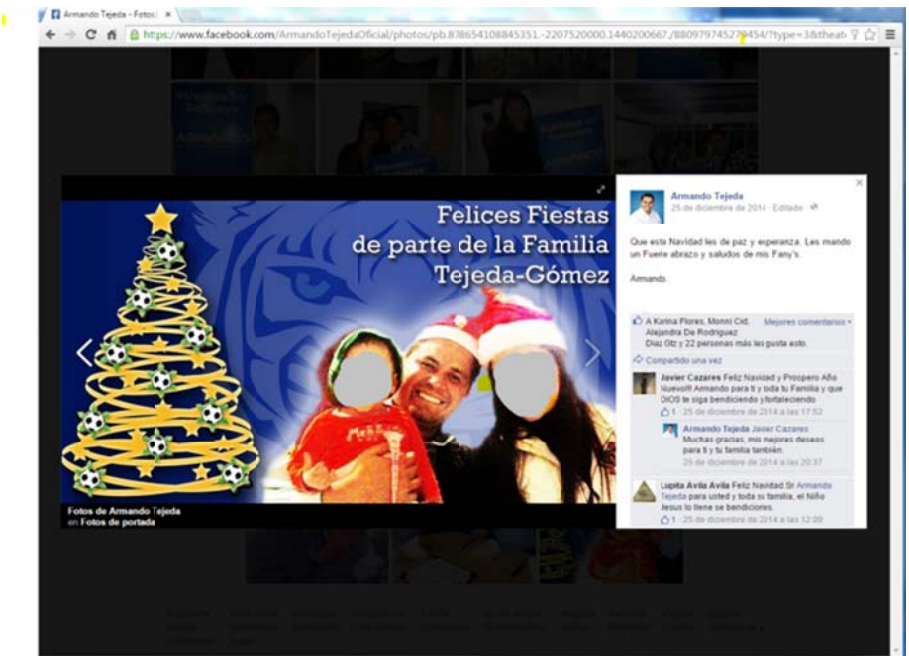 Armando Tejeda - Fotos
https://www.facebook.com/ArmandoTejedaOficial/photos/pb.878654108845351.-2207520000.1440200667./880979745279454/?type=3&theat
Felices Fiestas
de parte de la Familia
Tejeda-Gómez
Fotos de Armando Tejeda
en Fotos de portada
Armando Tejeda
25 de diciembre de 2014 · Editado ·
Que esta Navidad les de paz y esperanza. Les mando
un Fuerte abrazo y saludos de mis Fany's.
Armando.
A Karina Flores, Monni Cid,
Mejores comentarios
Alejandra De Rodriguez
Diaz Gtz y 22 personas más les gusta esto.
Compartido una vez
Javier Cazares Feliz Navidad y Prospero Año
Nuevo!!! Armando para ti y toda tu Familia y que
DIOS te siga bendiciendo y fortaleciendo
1 · 25 de diciembre de 2014 a las 17:52
Armando Tejeda Javier Cazares
Muchas gracias, mis mejores deseos
para ti y tu familia también.
25 de diciembre de 2014 a las 20:37
Lupita Avila Avila Feliz Navidad Sr Armando
Tejeda para usted y toda su familia, el Niño
Jesus lo llene se bendiciones.
1 · 25 de diciembre de 2014 a las 12:09